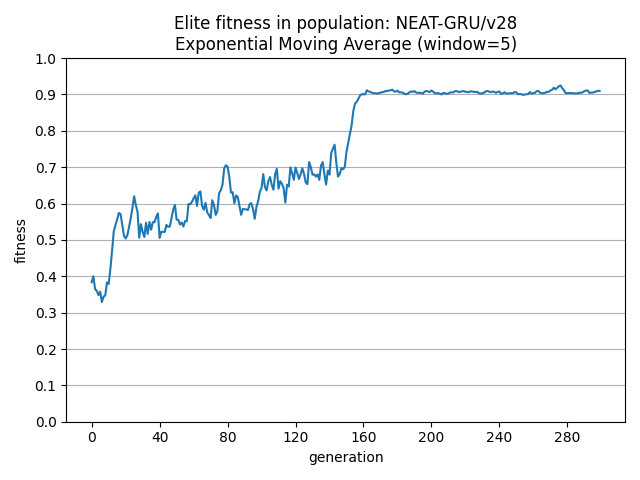 Elite fitness in population: NEAT-GRU/v28
Exponential Moving Average (window=5)
1.0
0.9
0.8
0.7
0.6
0.5
0.4
0.3
0.2
0.1
0.0
fitness
0 40 80 120 160 200 240 280
generation